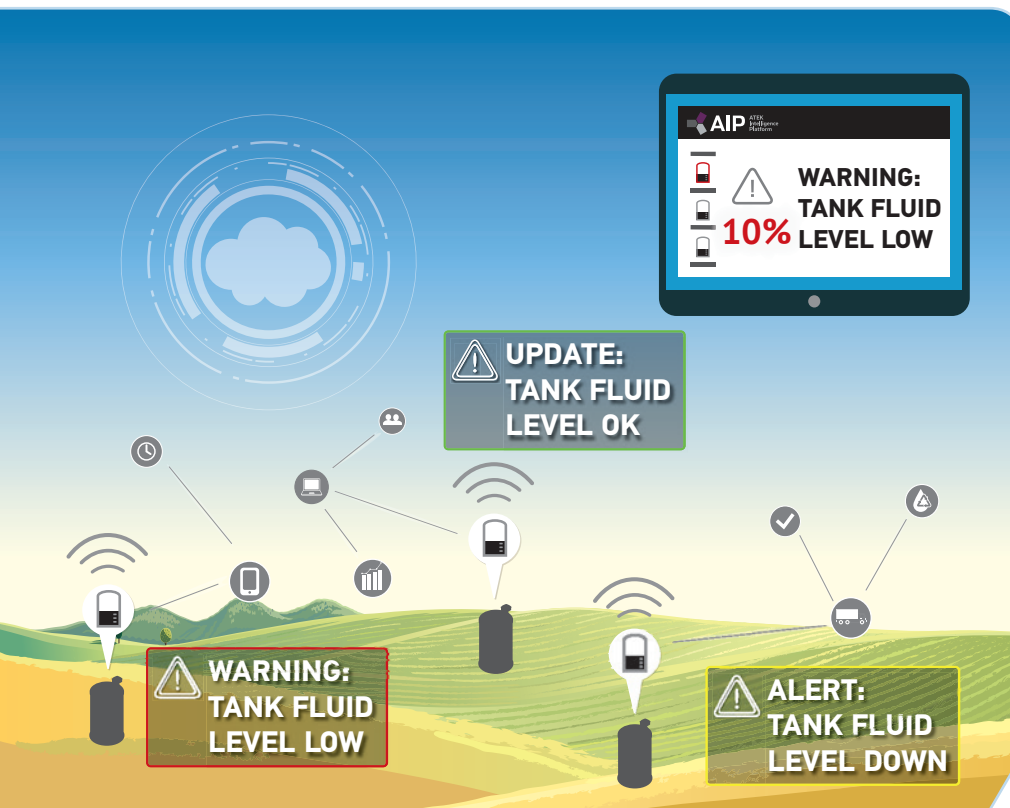 AIP ATEK
Intelligence
Platform
WARNING:
TANK FLUID
10% LEVEL LOW
UPDATE:
TANK FLUID
LEVEL OK
WARNING:
TANK FLUID
LEVEL LOW
ALERT:
TANK FLUID
LEVEL DOWN